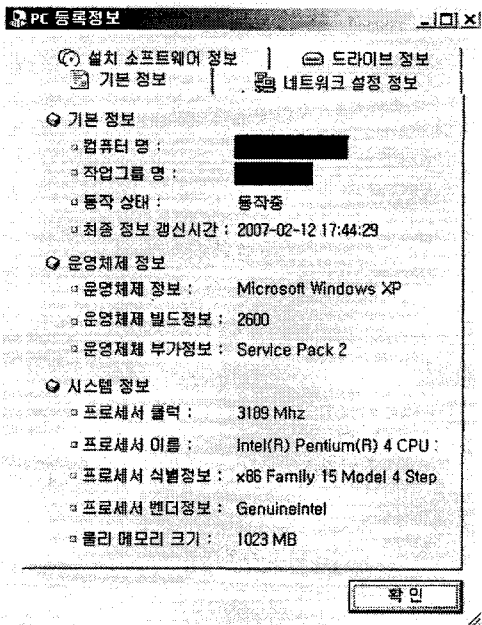 PC 등록정보
설치 소프트웨어 정보 드라이브 정보
기본 정보 네트워크 설정 정보
기본 정보
컴퓨터 명 :
작업그룹 명 :
동작 상태 : 동작중
최종 정보 갱신시간 : 2007-02-12 17:44:29
운영체제 정보
운영체제 정보 : Microsoft Windows XP
운영체제 빌드정보 : 2600
운영체제 부가정보 : Service Pack 2
시스템 정보
프로세서 클럭 : 3189 Mhz
프로세서 이름 : Intel(R) Pentium(R) 4 CPU :
프로세서 식별정보 : x86 Family 15 Model 4 Step
프로세서 벤더정보 : GenuineIntel
물리 메모리 크기 : 1023 MB
확인